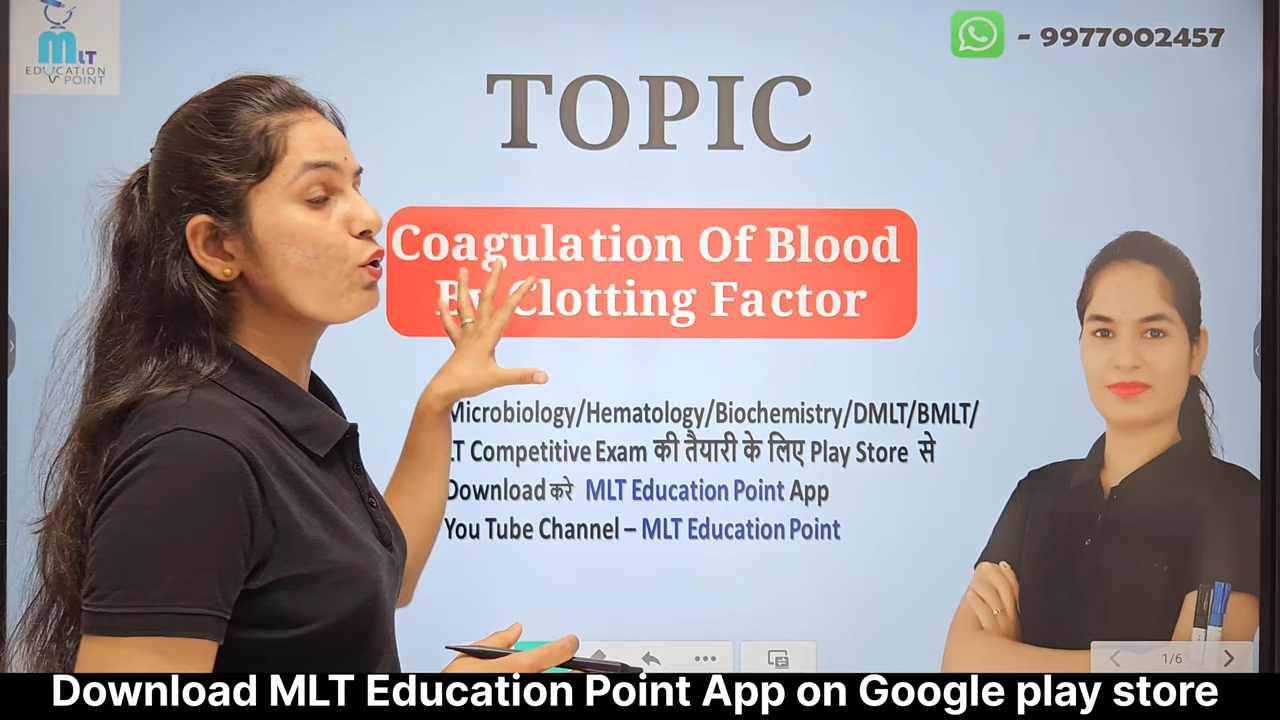 MLT
EDUCATION
POINT
- 9977002457
TOPIC
Coagulation Of Blood
By Clotting Factor
Microbiology/Hematology/Biochemistry/DMLT/BMLT/
LT Competitive Exam की तैयारी के लिए Play Store से
Download करे MLT Education Point App
You Tube Channel – MLT Education Point
1/6
Download MLT Education Point App on Google play store